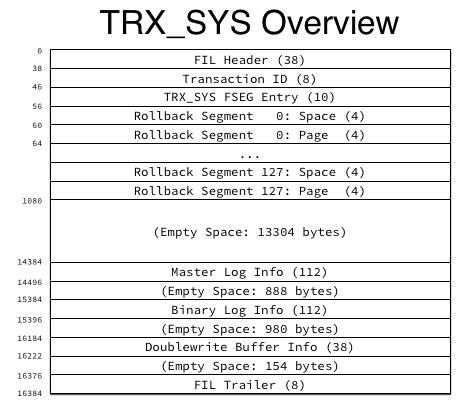 TRX_SYS Overview
0
FIL Header (38)
38
Transaction ID (8)
46
TRX_SYS FSEG Entry (10)
56
Rollback Segment 0: Space (4)
60
Rollback Segment 0: Page (4)
64
...
Rollback Segment 127: Space (4)
Rollback Segment 127: Page (4)
1080
(Empty Space: 13304 bytes)
14384
Master Log Info (112)
14496
(Empty Space: 888 bytes)
15384
Binary Log Info (112)
15396
(Empty Space: 980 bytes)
16184
Doublewrite Buffer Info (38)
16222
(Empty Space: 154 bytes)
16376
FIL Trailer (8)
16384